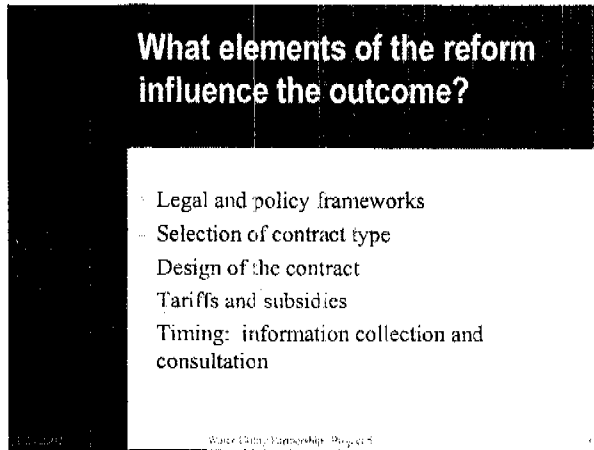 What elements of the reform
influence the outcome?
Legal and policy frameworks
Selection of contract type
Design of the contract
Tariffs and subsidies
Timing: information collection and
consultation
Partnership